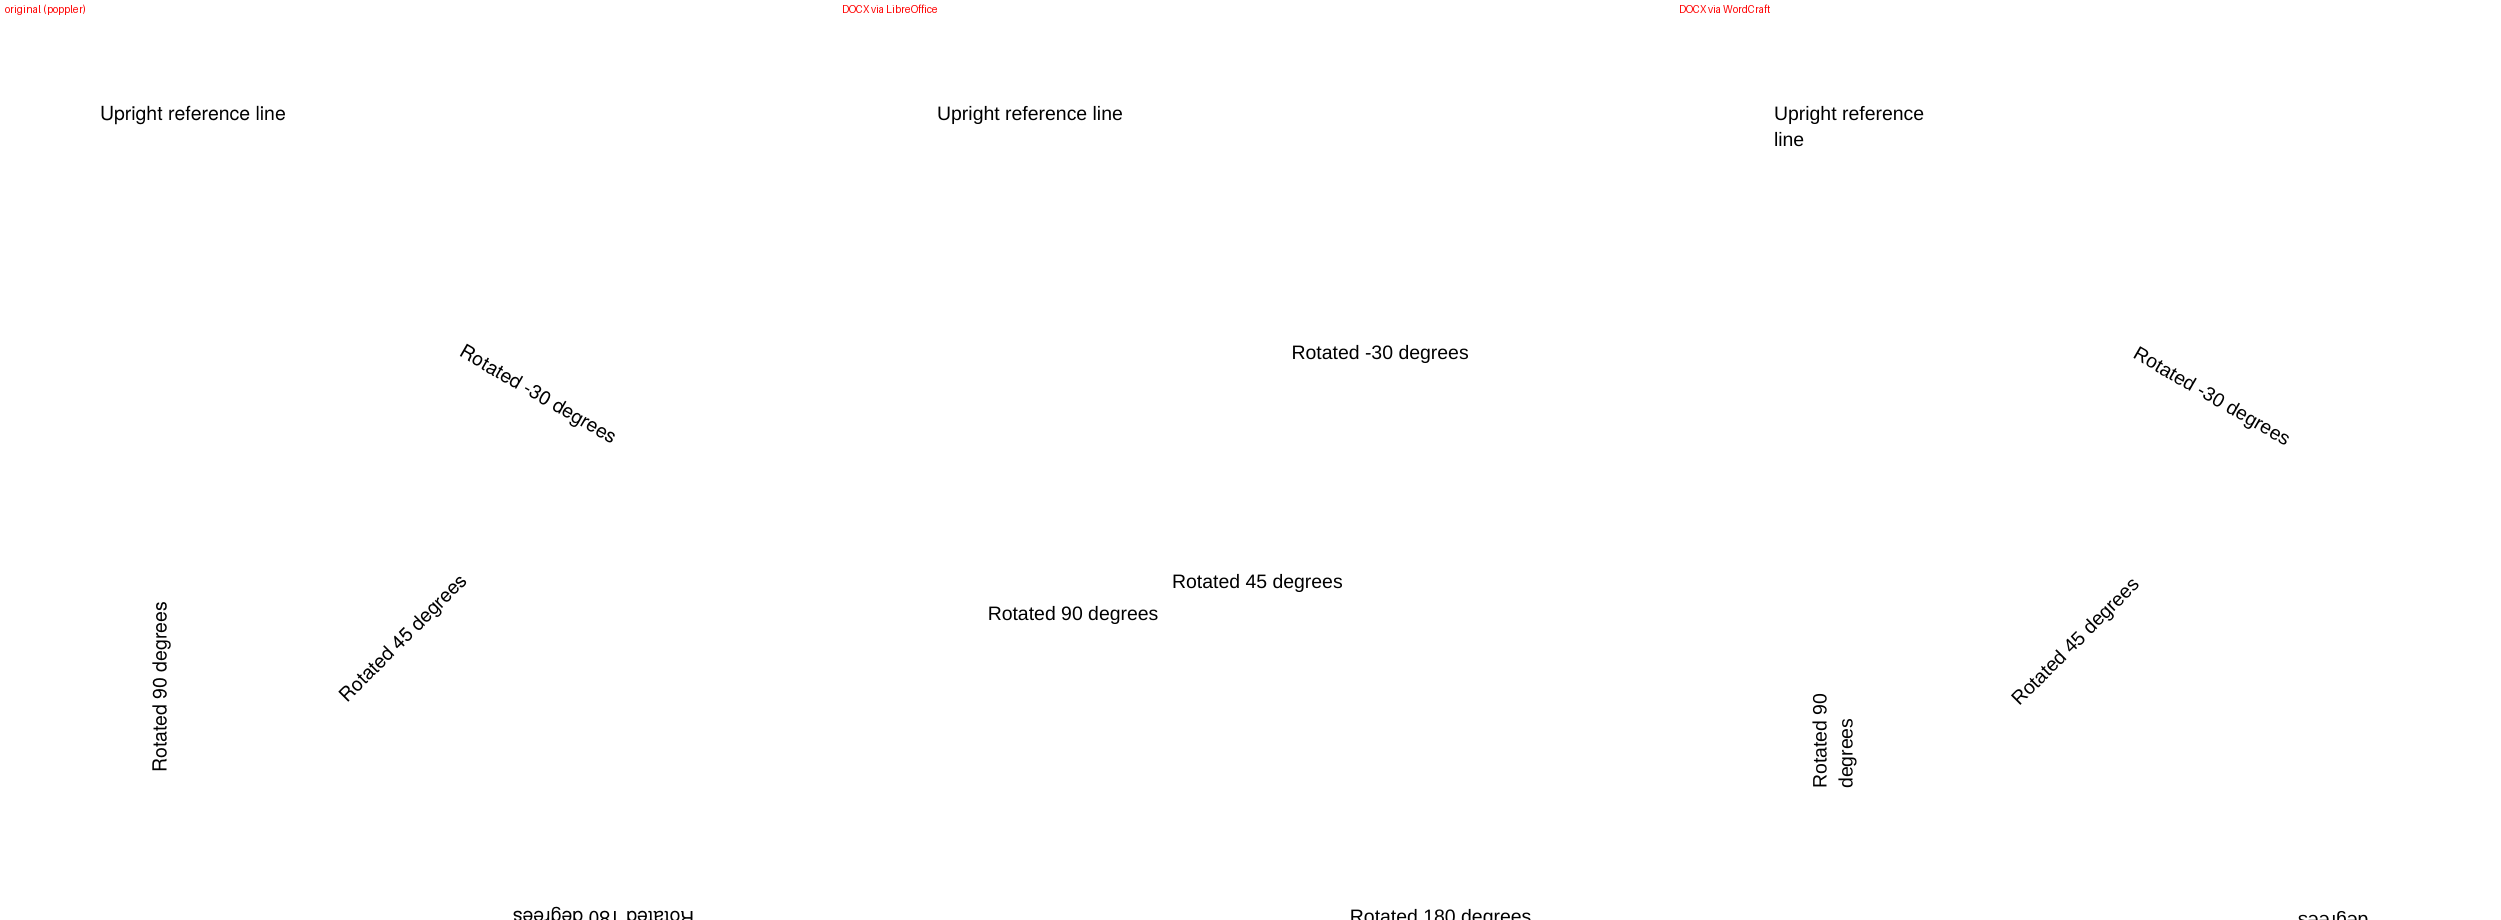 original (poppler)
DOCX via LibreOffice
DOCX via WordCraft
Upright reference line
Rotated -30 degrees
Rotated 45 degrees
Rotated 90 degrees
Rotated 180 degrees
Upright reference line
Rotated -30 degrees
Rotated 45 degrees
Rotated 90 degrees
Rotated 180 degrees
Upright reference
line
Rotated -30 degrees
Rotated 45 degrees
Rotated 90
degrees
degrees